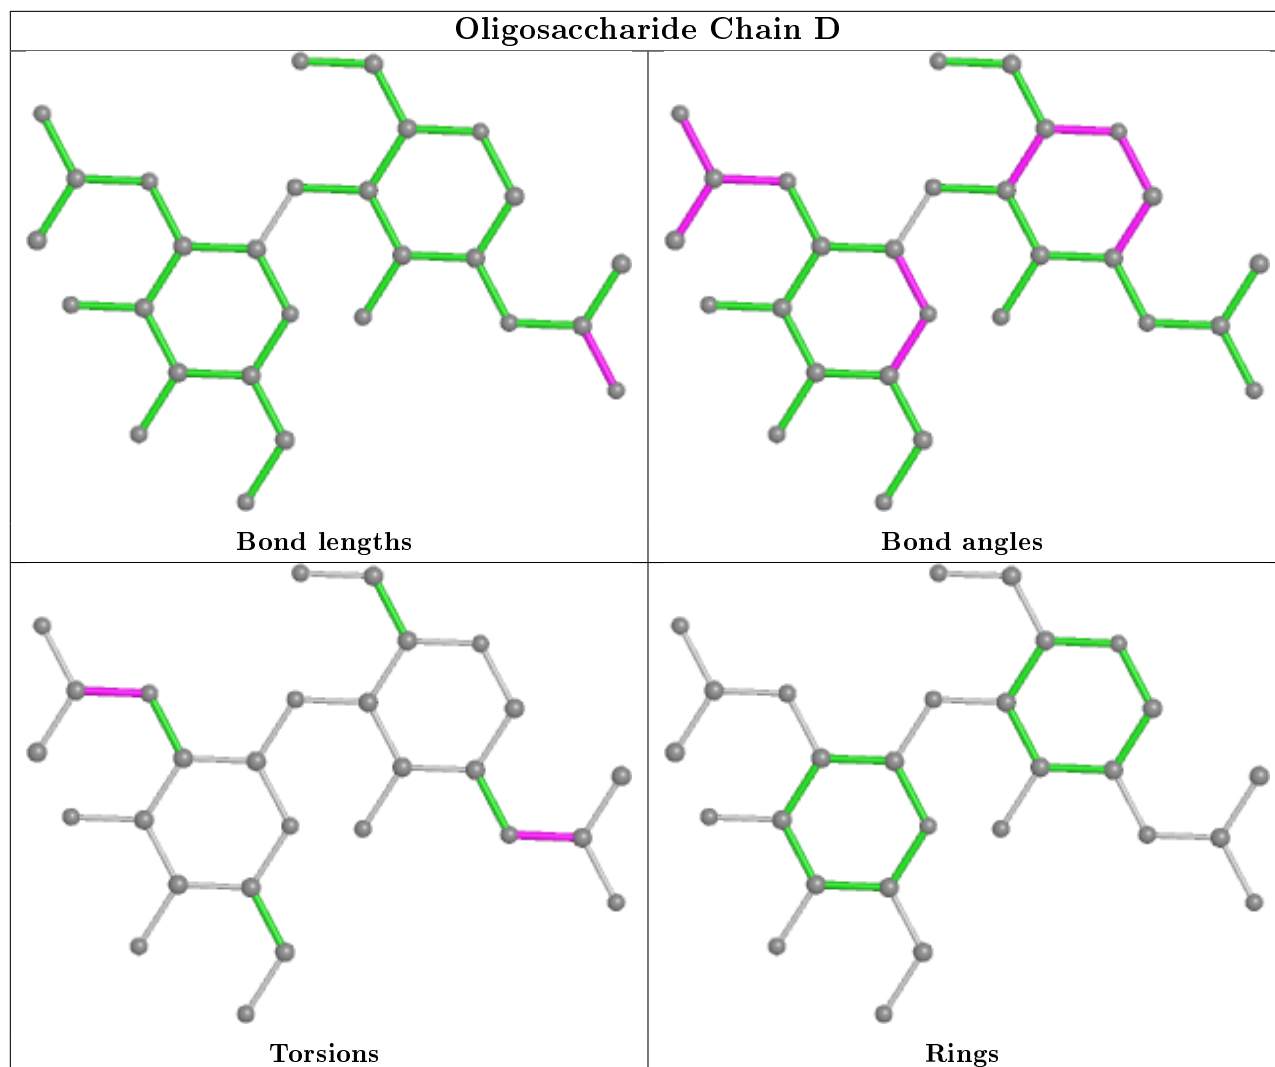 Oligosaccharide Chain D
Bond lengths
Bond angles
Torsions
Rings